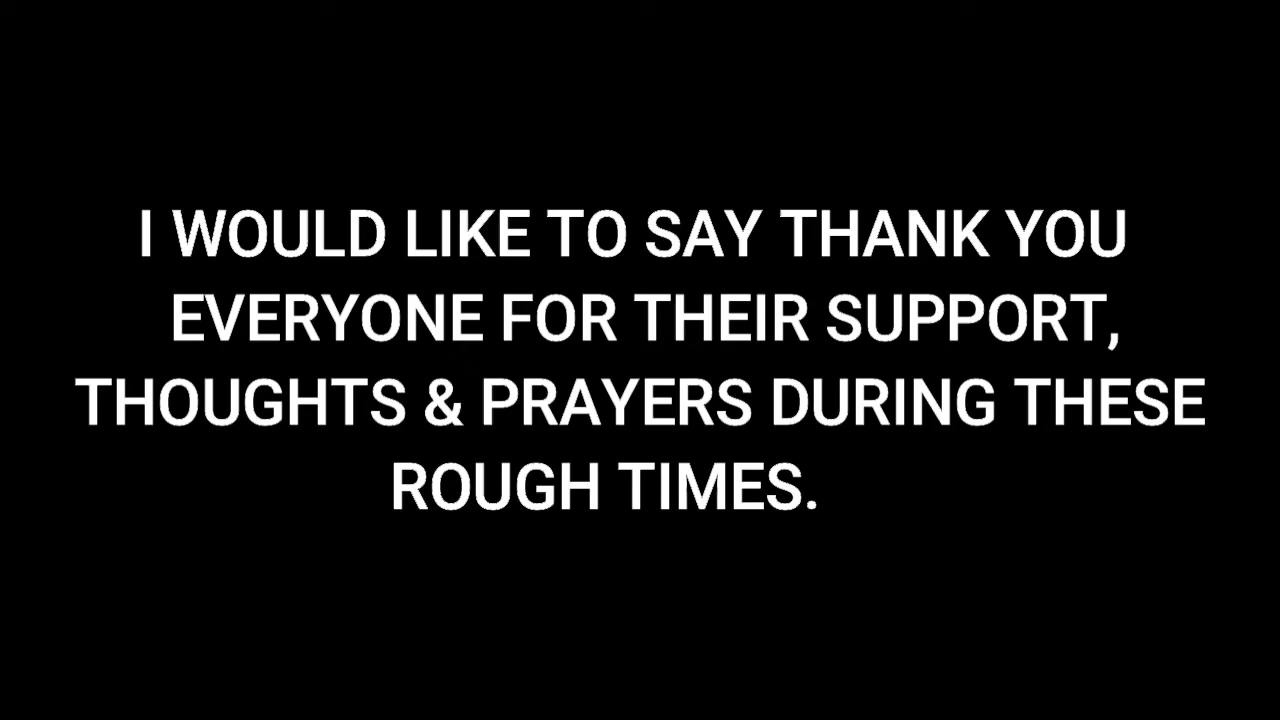 I WOULD LIKE TO SAY THANK YOU
EVERYONE FOR THEIR SUPPORT,
THOUGHTS & PRAYERS DURING THESE
ROUGH TIMES.